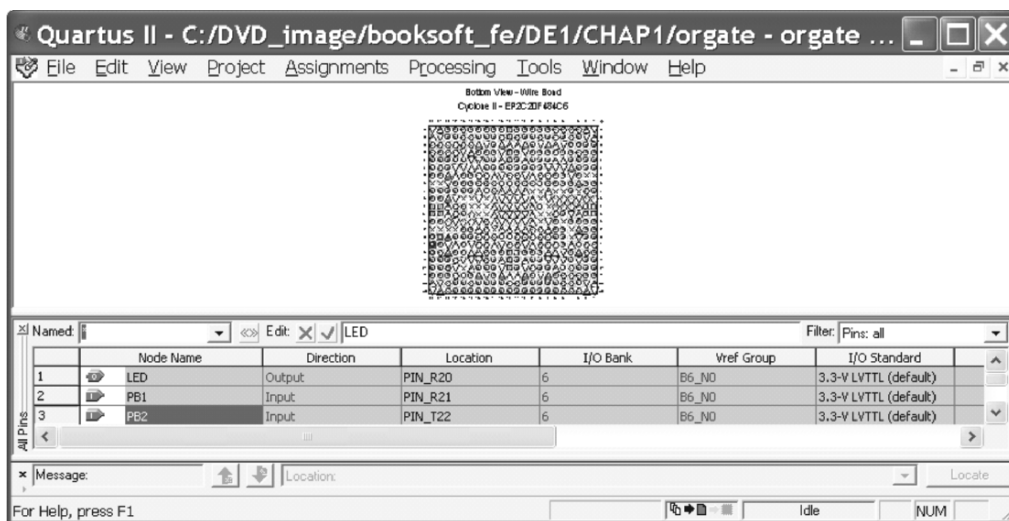 Quartus II - C:/DVD_image/booksoft_fe/DE1/CHAP1/orgate - orgate ...
File Edit View Project Assignments Processing Tools Window Help
Bottom View - Wire Bond
Cyclone II - EP2C20F484C6
Named: Edit: LED Filter: Pins: all
Node Name Direction Location I/O Bank Vref Group I/O Standard
1 LED Output PIN_R20 6 B6_N0 3.3-V LVTTL (default)
2 PB1 Input PIN_R21 6 B6_N0 3.3-V LVTTL (default)
3 PB2 Input PIN_T22 6 B6_N0 3.3-V LVTTL (default)
All Pins
Message: Location: Locate
For Help, press F1 Idle NUM